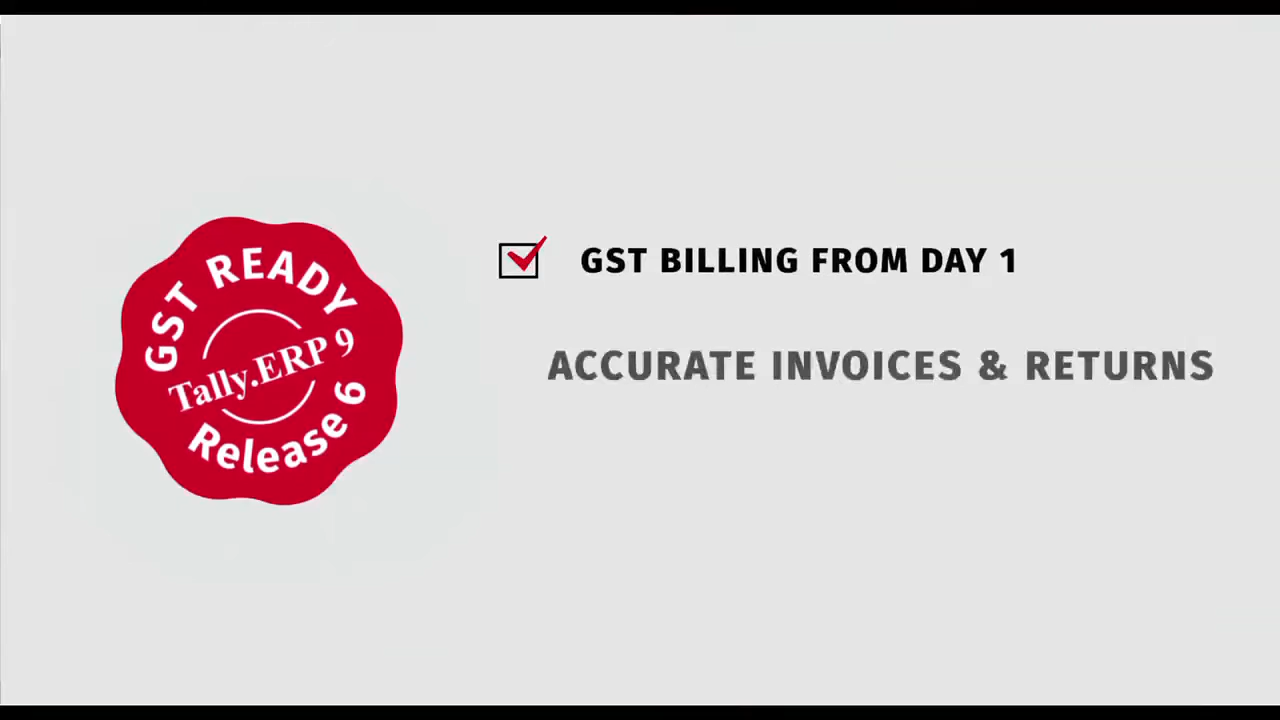 GST READY
Tally.ERP 9
Release 6
GST BILLING FROM DAY 1
ACCURATE INVOICES & RETURNS